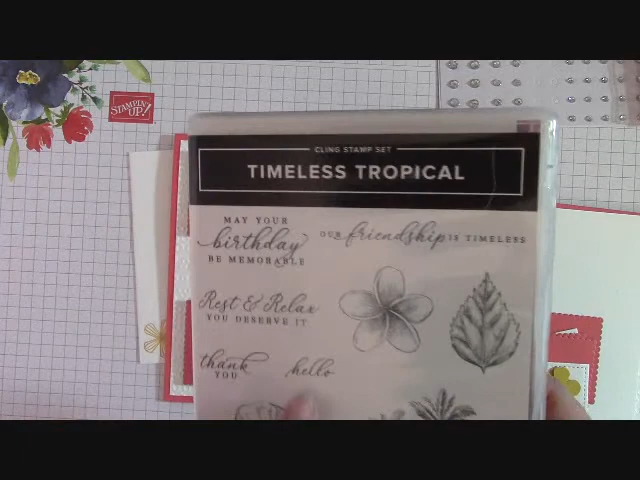 STAMPIN' UP!
CLING STAMP SET
TIMELESS TROPICAL
MAY YOUR
birthday
BE MEMORABLE
OUR friendship IS TIMELESS
Rest & Relax
YOU DESERVE IT
thank
YOU
hello